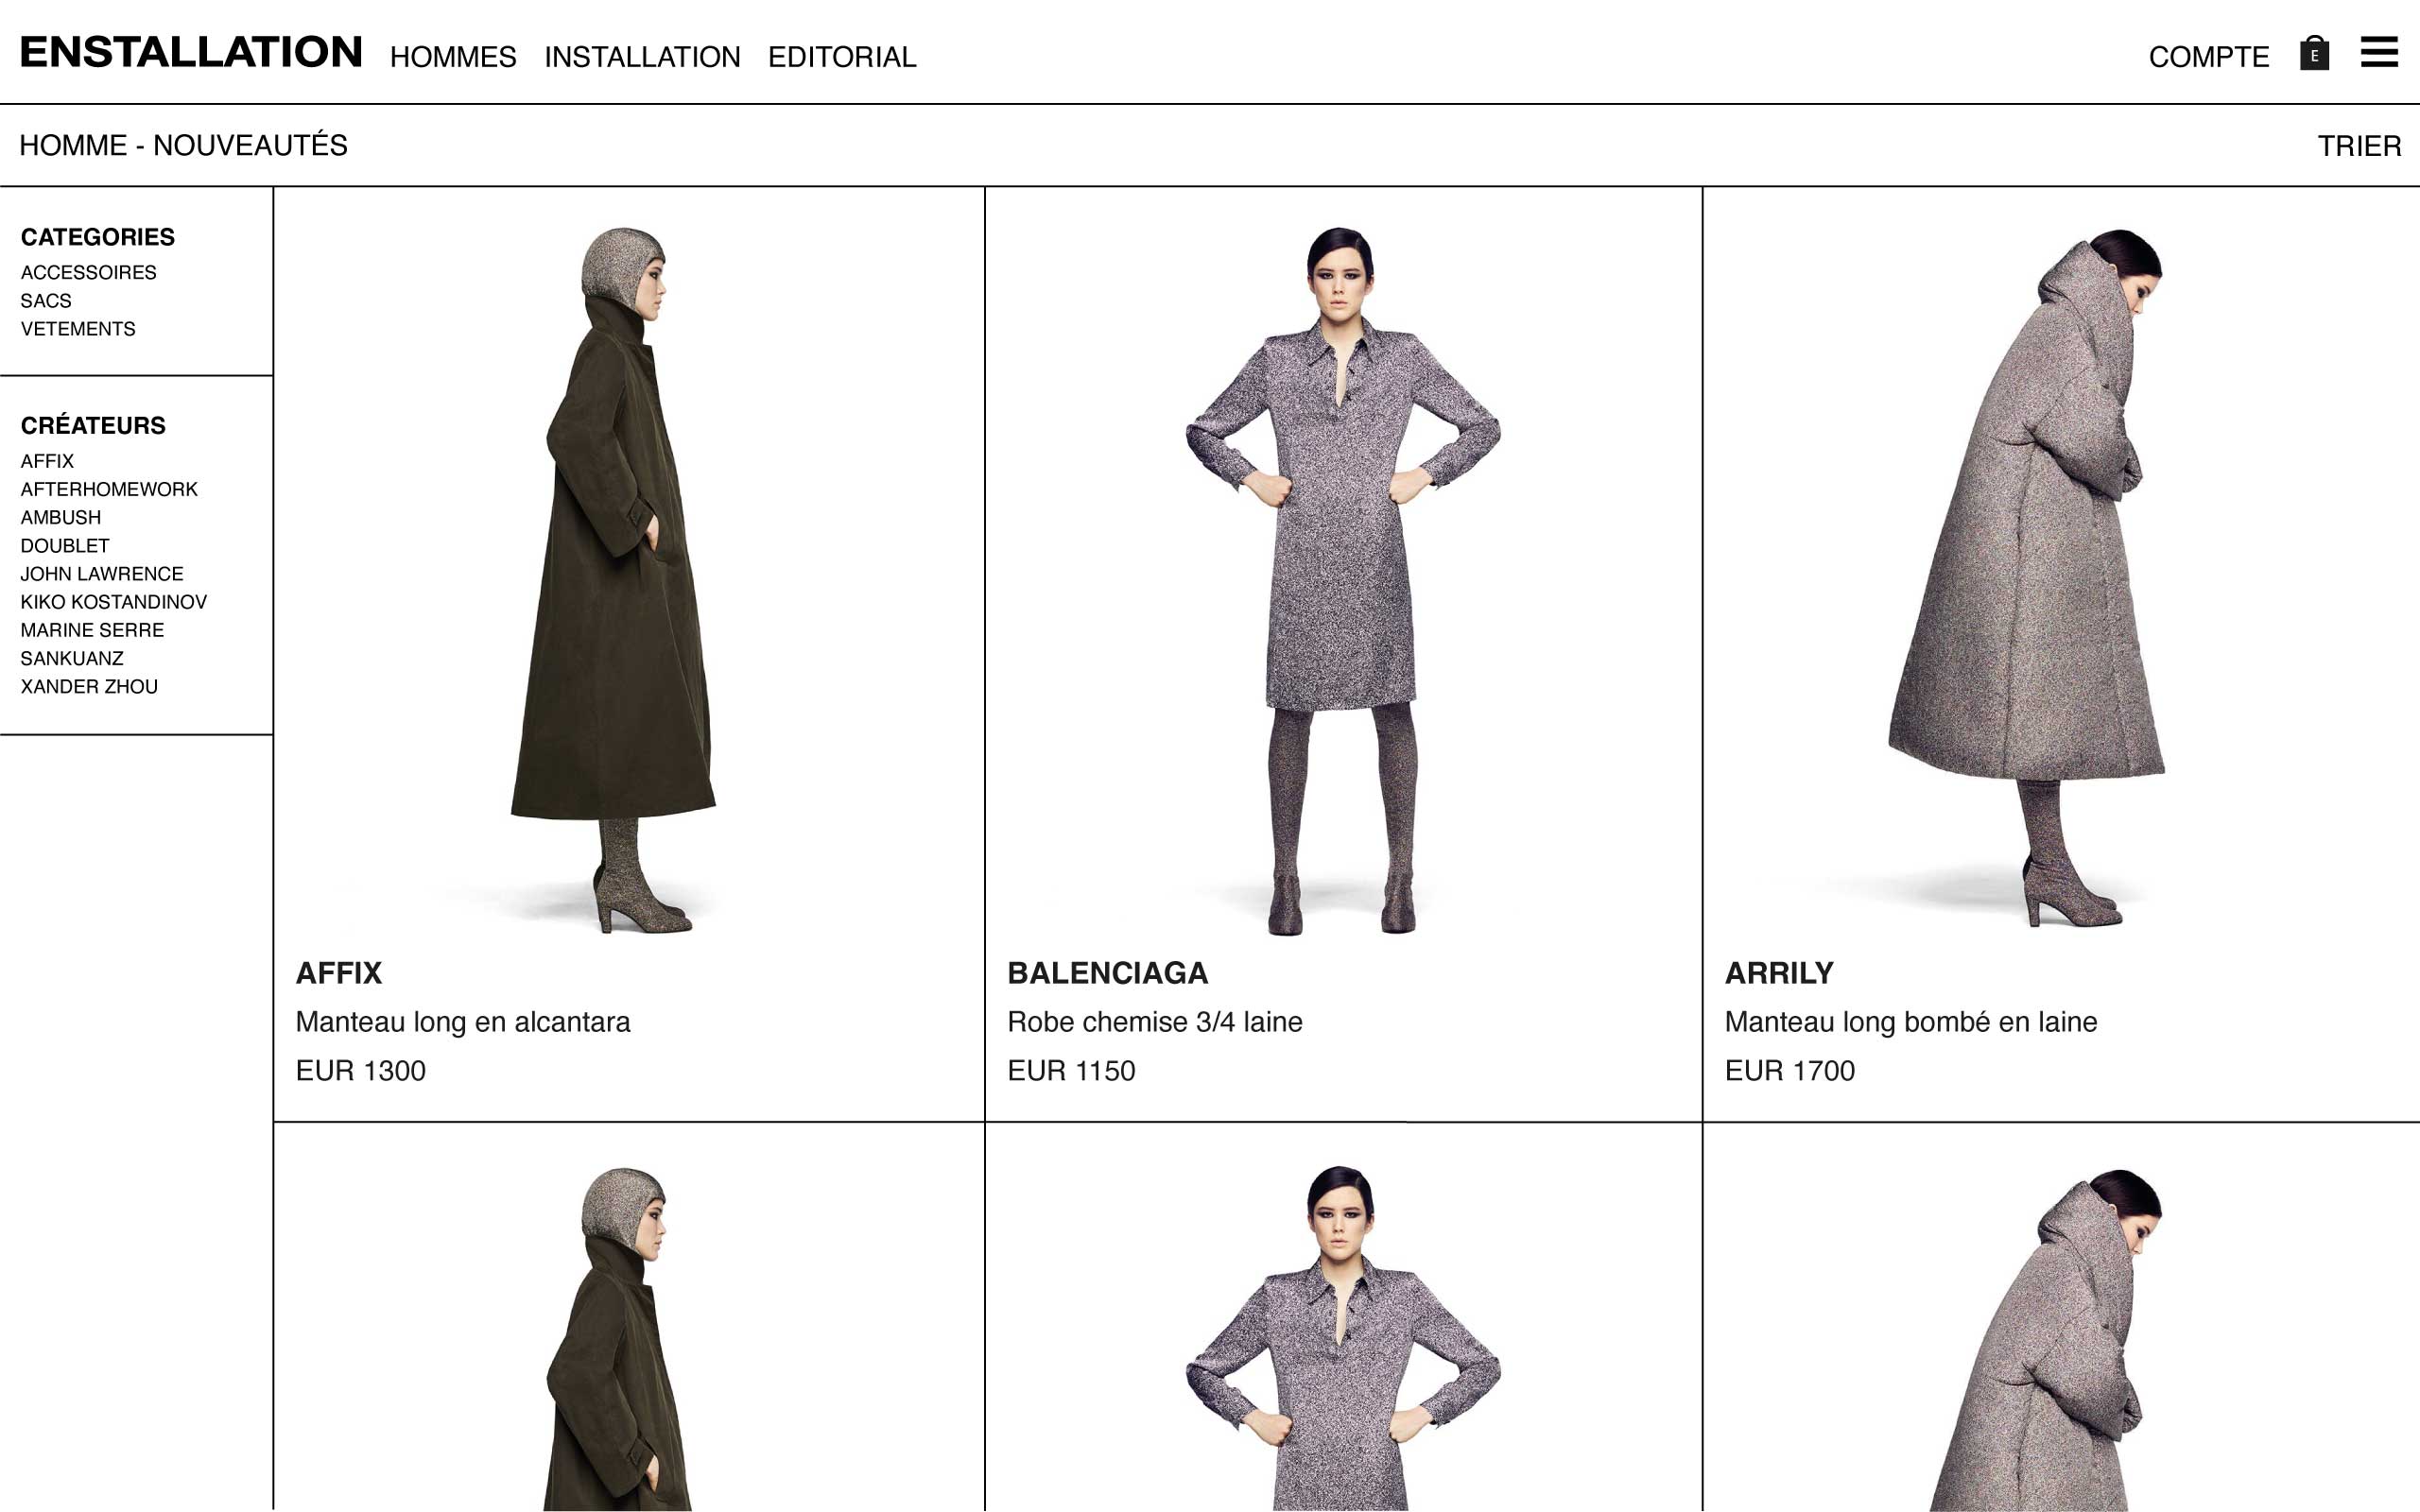 ENSTALLATION HOMMES INSTALLATION EDITORIAL COMPTE E
HOMME - NOUVEAUTÉS TRIER
CATEGORIES
ACCESSOIRES
SACS
VETEMENTS
CRÉATEURS
AFFIX
AFTERHOMEWORK
AMBUSH
DOUBLET
JOHN LAWRENCE
KIKO KOSTANDINOV
MARINE SERRE
SANKUANZ
XANDER ZHOU
AFFIX
Manteau long en alcantara
EUR 1300
BALENCIAGA
Robe chemise 3/4 laine
EUR 1150
ARRILY
Manteau long bombé en laine
EUR 1700